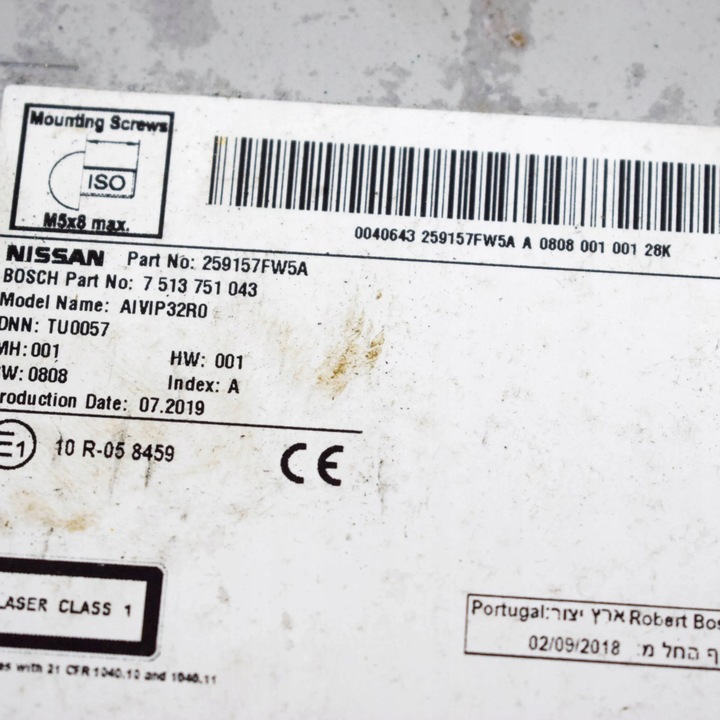 Mounting Screws
ISO
M5x8 max.
0040643 259157FW5A A 0808 001 001 28K
NISSAN Part No: 259157FW5A
BOSCH Part No: 7 513 751 043
Model Name: AIVIP32R0
DNN: TU0057
MH:001 HW: 001
W: 0808 Index: A
roduction Date: 07.2019
E1 10 R-05 8459
CE
LASER CLASS 1
es with 21 CFR 1040.10 and 1040.11
Portugal:ארץ יצור Robert Bos
ף החל מ: 02/09/2018